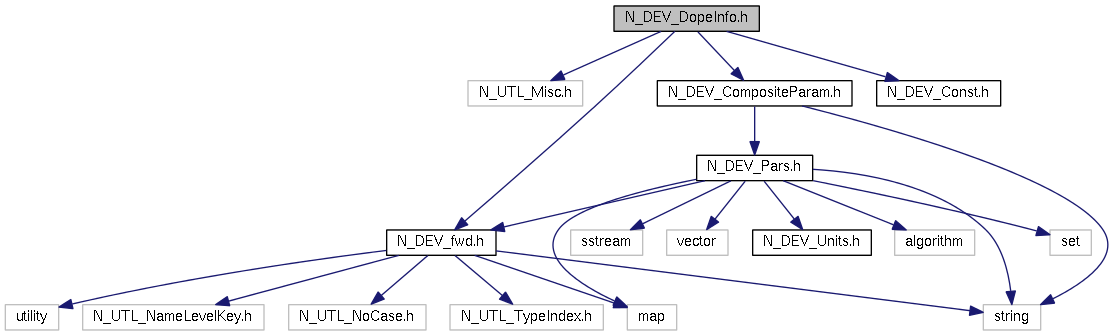 N_DEV_DopeInfo.h
N_UTL_Misc.h
N_DEV_CompositeParam.h
N_DEV_Const.h
N_DEV_Pars.h
N_DEV_fwd.h
sstream
vector
N_DEV_Units.h
algorithm
set
utility
N_UTL_NameLevelKey.h
N_UTL_NoCase.h
N_UTL_TypeIndex.h
map
string